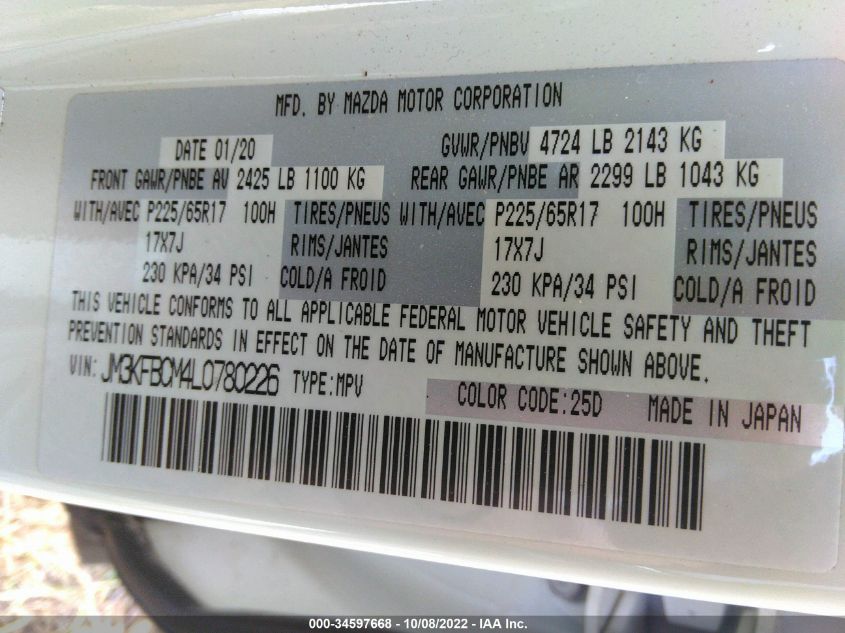 MFD. BY MAZDA MOTOR CORPORATION
DATE 01/20 GVWR/PNBV 4724 LB 2143 KG
FRONT GAWR/PNBE AV 2425 LB 1100 KG REAR GAWR/PNBE AR 2299 LB 1043 KG
WITH/AVEC P225/65R17 100H TIRES/PNEUS WITH/AVEC P225/65R17 100H TIRES/PNEUS
17X7J RIMS/JANTES 17X7J RIMS/JANTES
230 KPA/34 PSI COLD/A FROID 230 KPA/34 PSI COLD/A FROID
THIS VEHICLE CONFORMS TO ALL APPLICABLE FEDERAL MOTOR VEHICLE SAFETY AND THEFT
PREVENTION STANDARDS IN EFFECT ON THE DATE OF MANUFACTURE SHOWN ABOVE.
VIN: JM3KFBCM4L0780226 TYPE:MPV COLOR CODE:25D MADE IN JAPAN
000-34597668 - 10/08/2022 - IAA Inc.